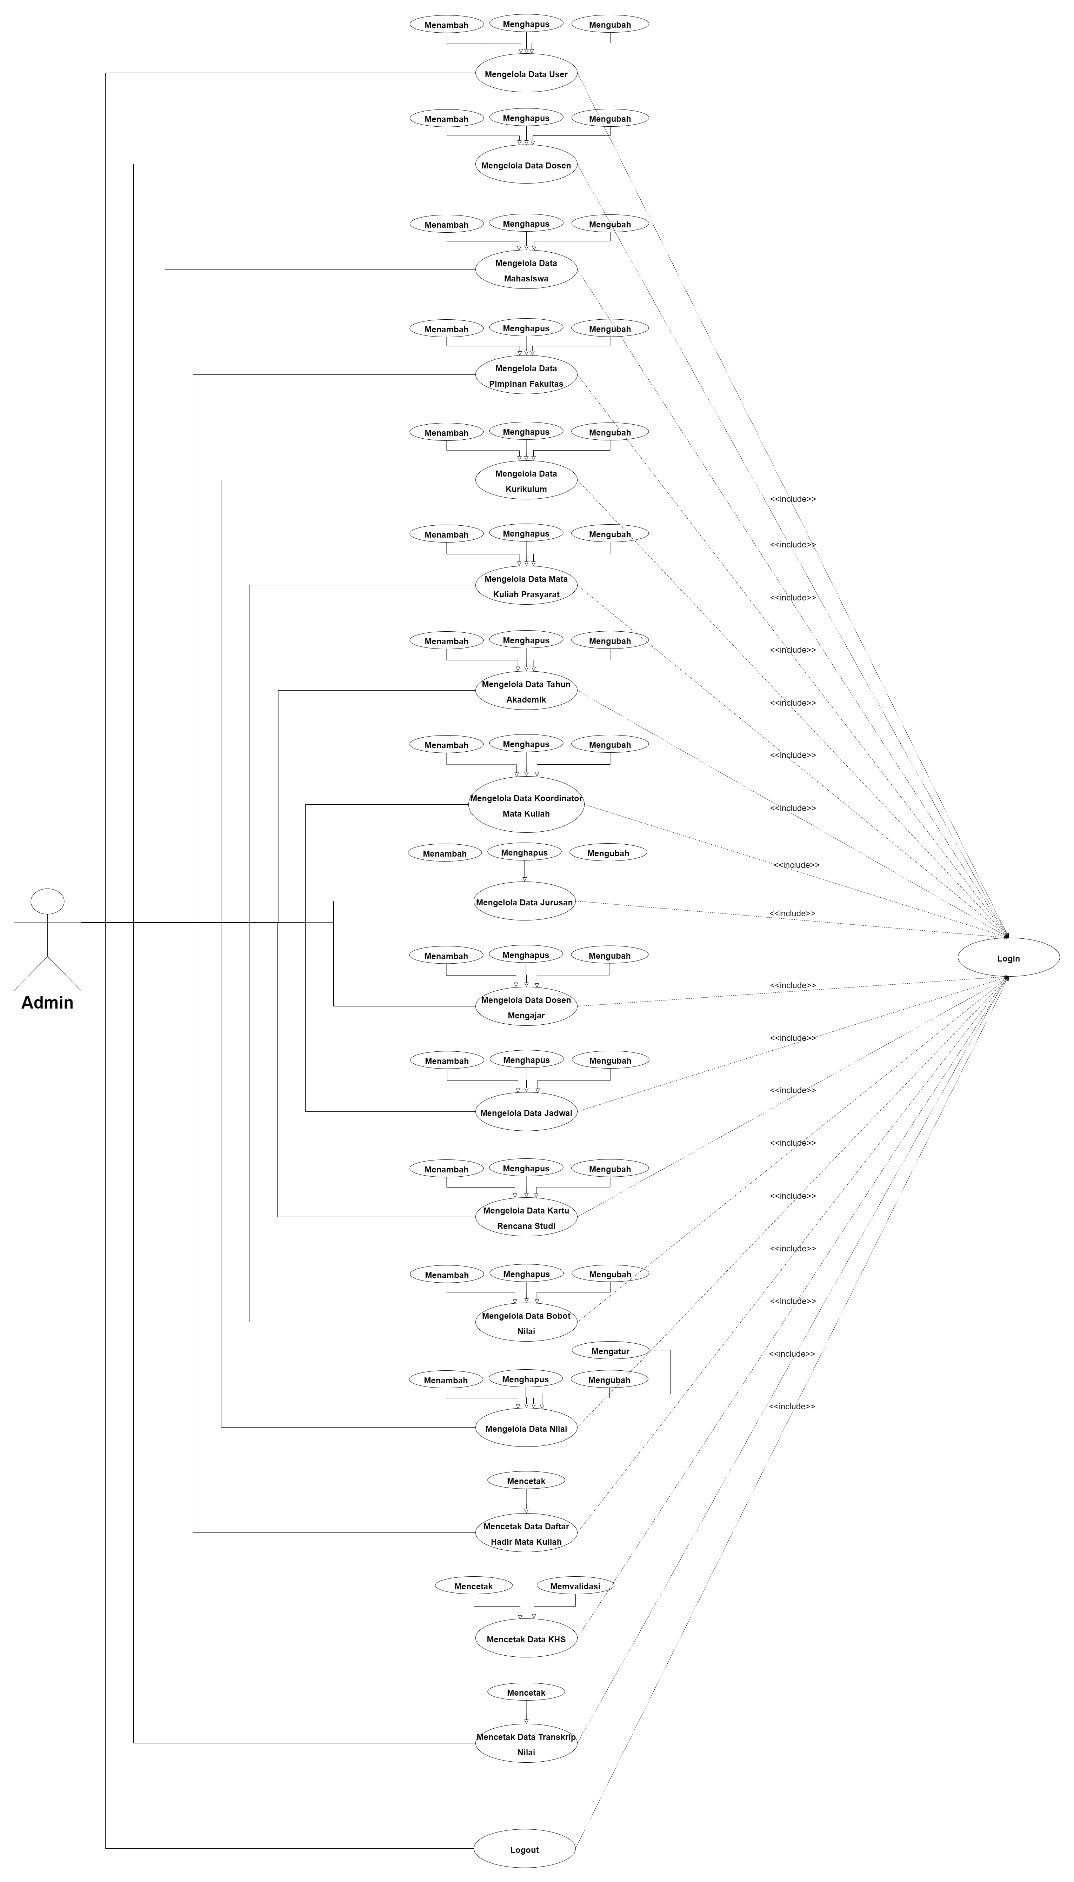 Menambah
Menghapus
Mengubah
Mengelola Data User
Menambah
Menghapus
Mengubah
Mengelola Data Dosen
Menambah
Menghapus
Mengubah
Mengelola Data
Mahasiswa
Menambah
Menghapus
Mengubah
Mengelola Data
Pimpinan Fakultas
Menambah
Menghapus
Mengubah
Mengelola Data
Kurikulum
<<include>>
Menambah
Menghapus
Mengubah
<<include>>
Mengelola Data Mata
Kuliah Prasyarat
<<include>>
Menambah
Menghapus
Mengubah
<<include>>
Mengelola Data Tahun
Akademik
<<include>>
Menambah
Menghapus
Mengubah
<<include>>
Mengelola Data Koordinator
Mata Kuliah
<<include>>
Menambah
Menghapus
Mengubah
<<include>>
Mengelola Data Jurusan
<<include>>
Admin
Menambah
Menghapus
Mengubah
Login
<<include>>
Mengelola Data Dosen
Mengajar
<<include>>
Menambah
Menghapus
Mengubah
<<include>>
Mengelola Data Jadwal
<<include>>
Menambah
Menghapus
Mengubah
<<include>>
Mengelola Data Kartu
Rencana Studi
<<include>>
Menambah
Menghapus
Mengubah
<<include>>
Mengelola Data Bobot
Nilai
Mengatur
<<include>>
Menambah
Menghapus
Mengubah
<<include>>
Mengelola Data Nilai
Mencetak
Mencetak Data Daftar
Hadir Mata Kuliah
Mencetak
Memvalidasi
Mencetak Data KHS
Mencetak
Mencetak Data Transkrip
Nilai
Logout